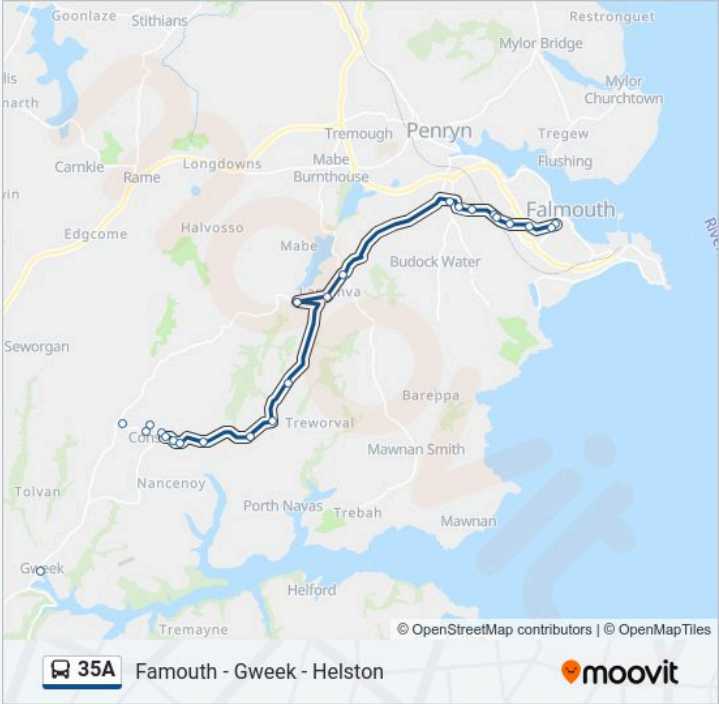 Goonlaze
Stithians
Restronguet
Mylor Bridge
Mylor
Churchtown
Tremough
Penryn
Tregew
Flushing
Carnkie
Rame
Longdowns
Mabe
Burnthouse
Edgcome
Halvosso
Mabe
Falmouth
Budock Water
Seworgan
Bareppa
Treworval
Mawnan Smith
Tolvan
Nancenoy
Port Navas
Trebah
Mawnan
Gweek
Helford
Tremayne
© OpenStreetMap contributors | © OpenMapTiles
35A
Famouth - Gweek - Helston
moovit